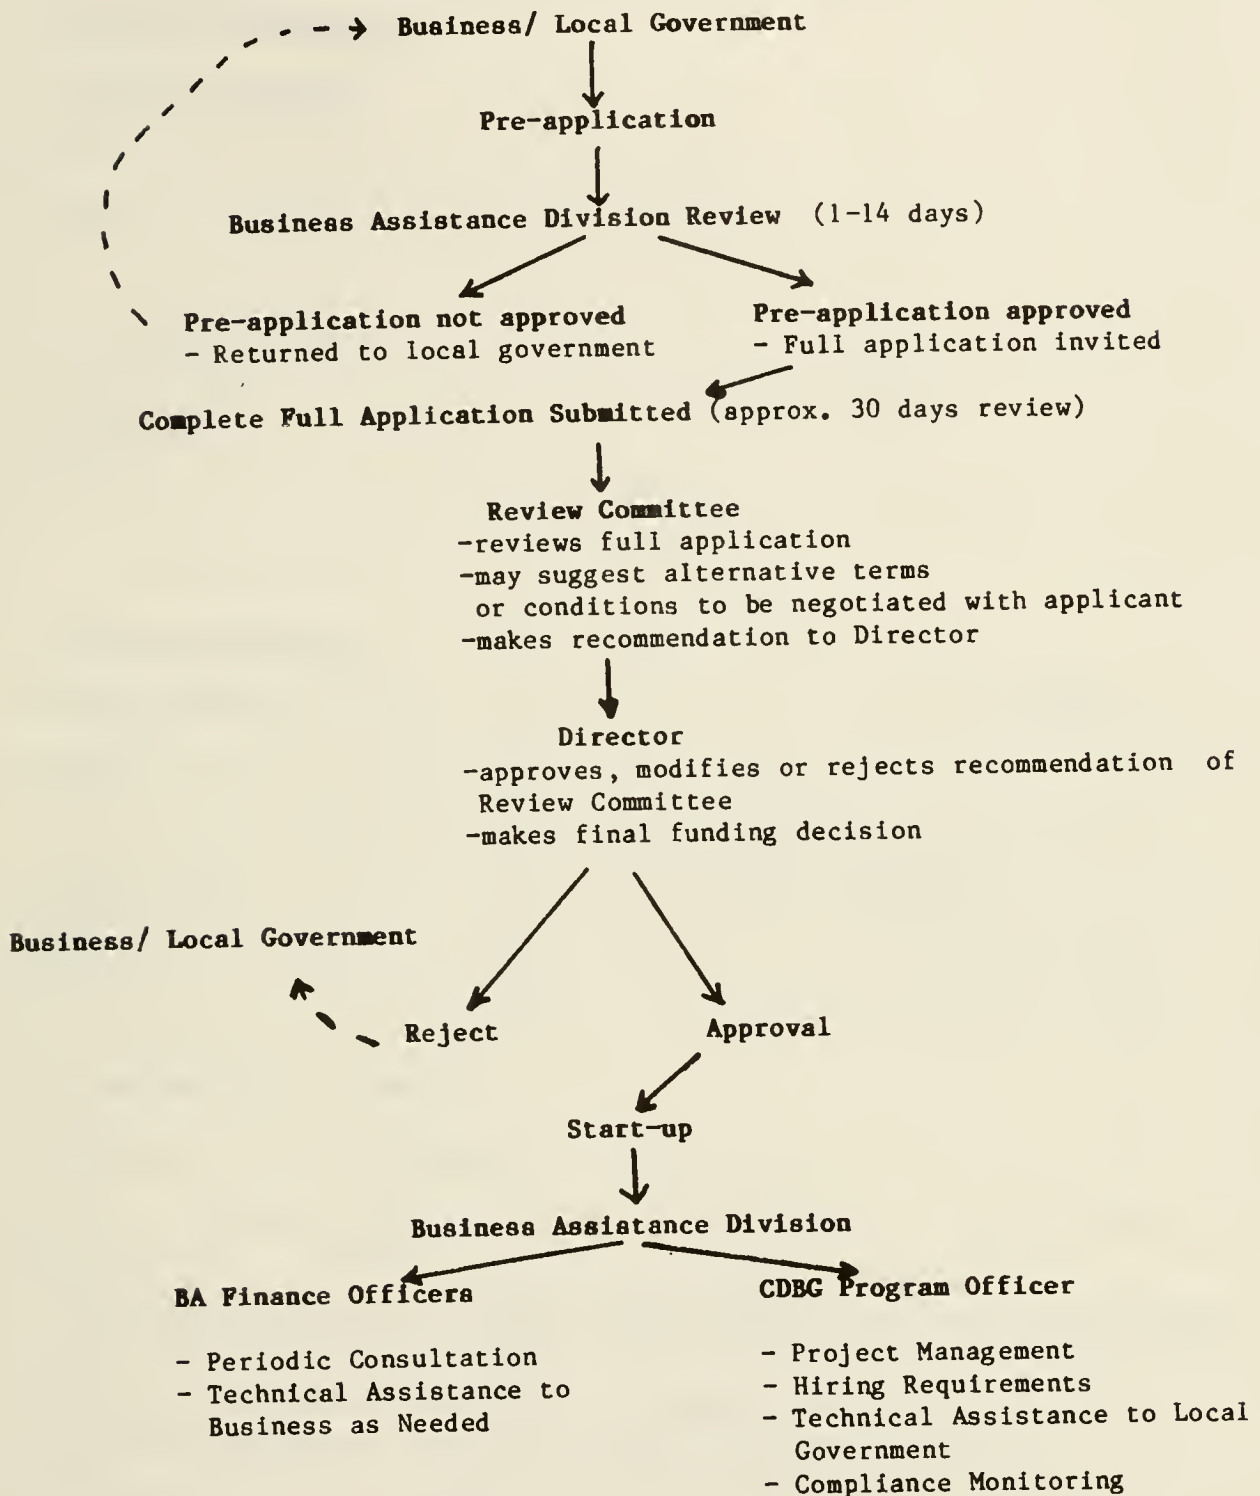 Business/ Local Government
Pre-application
Business Assistance Division Review (1-14 days)
Pre-application not approved
- Returned to local government
Pre-application approved
- Full application invited
Complete Full Application Submitted (approx. 30 days review)
Review Committee
-reviews full application
-may suggest alternative terms
or conditions to be negotiated with applicant
-makes recommendation to Director
Director
-approves, modifies or rejects recommendation of
Review Committee
-makes final funding decision
Business/ Local Government
Reject
Approval
Start-up
Business Assistance Division
BA Finance Officers
- Periodic Consultation
- Technical Assistance to
Business as Needed
CDBG Program Officer
- Project Management
- Hiring Requirements
- Technical Assistance to Local
Government
- Compliance Monitoring